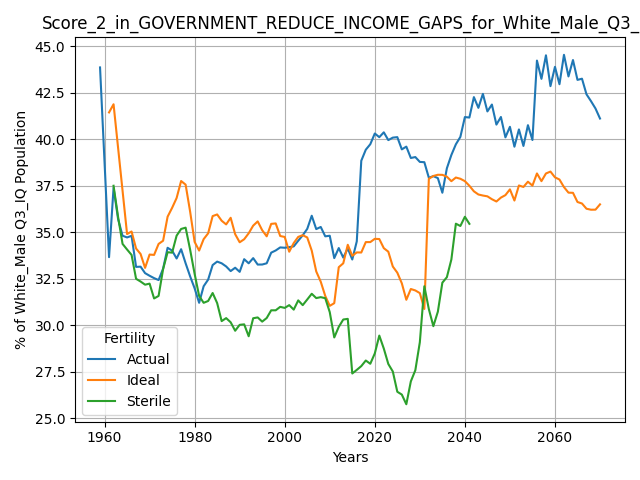 Score_2_in_GOVERNMENT_REDUCE_INCOME_GAPS_for_White_Male_Q3_
% of White_Male Q3_IQ Population
45.0
42.5
40.0
37.5
35.0
32.5
30.0
27.5
25.0
Fertility
Actual
Ideal
Sterile
1960 1980 2000 2020 2040 2060
Years